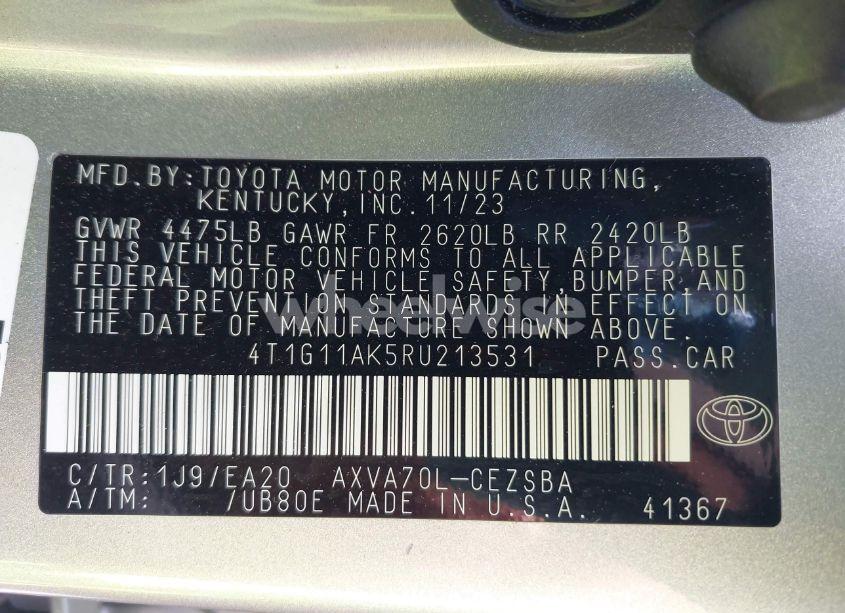 MFD.BY:TOYOTA MOTOR MANUFACTURING,
KENTUCKY,INC.11/23
GVWR 4475LB GAWR FR 2620LB RR 2420LB
THIS VEHICLE CONFORMS TO ALL APPLICABLE
FEDERAL MOTOR VEHICLE SAFETY,BUMPER,AND
THEFT PREVENTION STANDARDS IN EFFECT ON
THE DATE OF MANUFACTURE SHOWN ABOVE.
wheelwise
4T1G11AK5RU213531 PASS.CAR
C/TR:1J9/EA20 AXVA70L-CEZSBA
A/TM: /UB80E MADE IN U.S.A. 41367